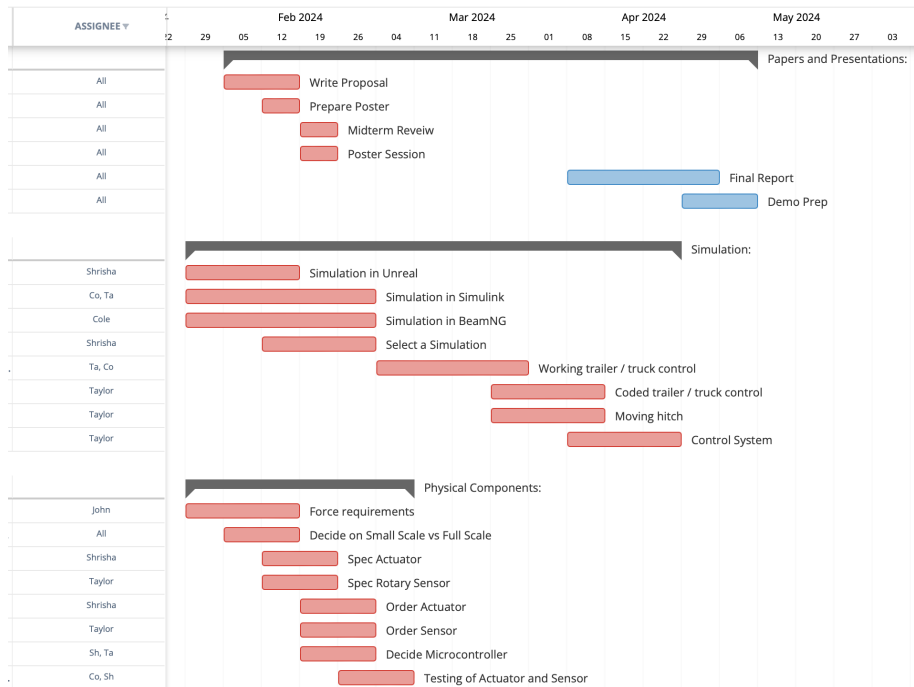 ASSIGNEE
Feb 2024 Mar 2024 Apr 2024 May 2024
22 29 05 12 19 26 04 11 18 25 01 08 15 22 29 06 13 20 27 03
Papers and Presentations:
All Write Proposal
All Prepare Poster
All Midterm Reveiw
All Poster Session
All Final Report
All Demo Prep
Simulation:
Shrisha Simulation in Unreal
Co, Ta Simulation in Simulink
Cole Simulation in BeamNG
Shrisha Select a Simulation
Ta, Co Working trailer / truck control
Taylor Coded trailer / truck control
Taylor Moving hitch
Taylor Control System
Physical Components:
John Force requirements
All Decide on Small Scale vs Full Scale
Shrisha Spec Actuator
Taylor Spec Rotary Sensor
Shrisha Order Actuator
Taylor Order Sensor
Sh, Ta Decide Microcontroller
Co, Sh Testing of Actuator and Sensor